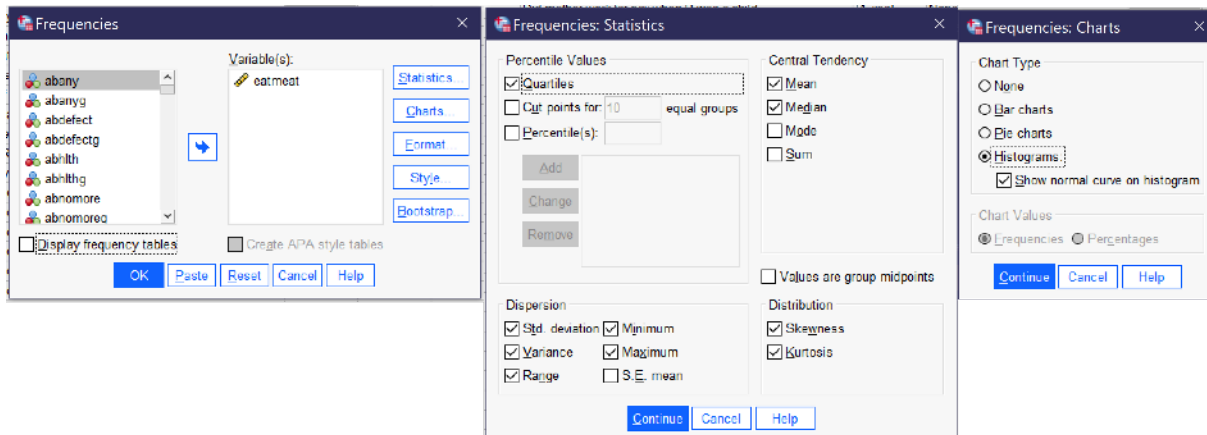 Frequencies
Variable(s):
abany
abanyg
abdefect
abdefectg
abhlth
abhlthg
abnomore
abnomoreg
eatmeat
Statistics...
Charts...
Format...
Style...
Bootstrap...
Display frequency tables
Create APA style tables
OK Paste Reset Cancel Help
Frequencies: Statistics
Percentile Values
Quartiles
Cut points for: 10 equal groups
Percentile(s):
Add
Change
Remove
Central Tendency
Mean
Median
Mode
Sum
Values are group midpoints
Dispersion
Std. deviation Minimum
Variance Maximum
Range S.E. mean
Distribution
Skewness
Kurtosis
Continue Cancel Help
Frequencies: Charts
Chart Type
None
Bar charts
Pie charts
Histograms:
Show normal curve on histogram
Chart Values
Frequencies Percentages
Continue Cancel Help